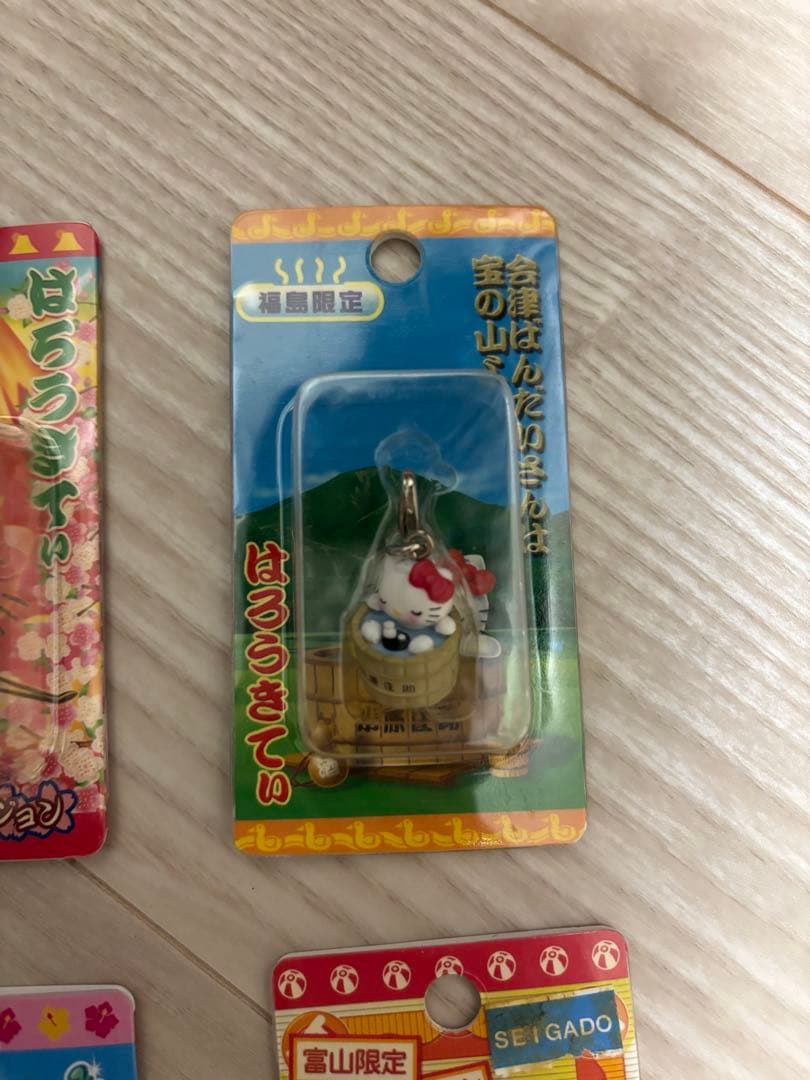 はろうきてぃ
ジョン
福島限定
会津ばんだいさんは
宝の山
はろうきてぃ
SEIGADO
富山限定